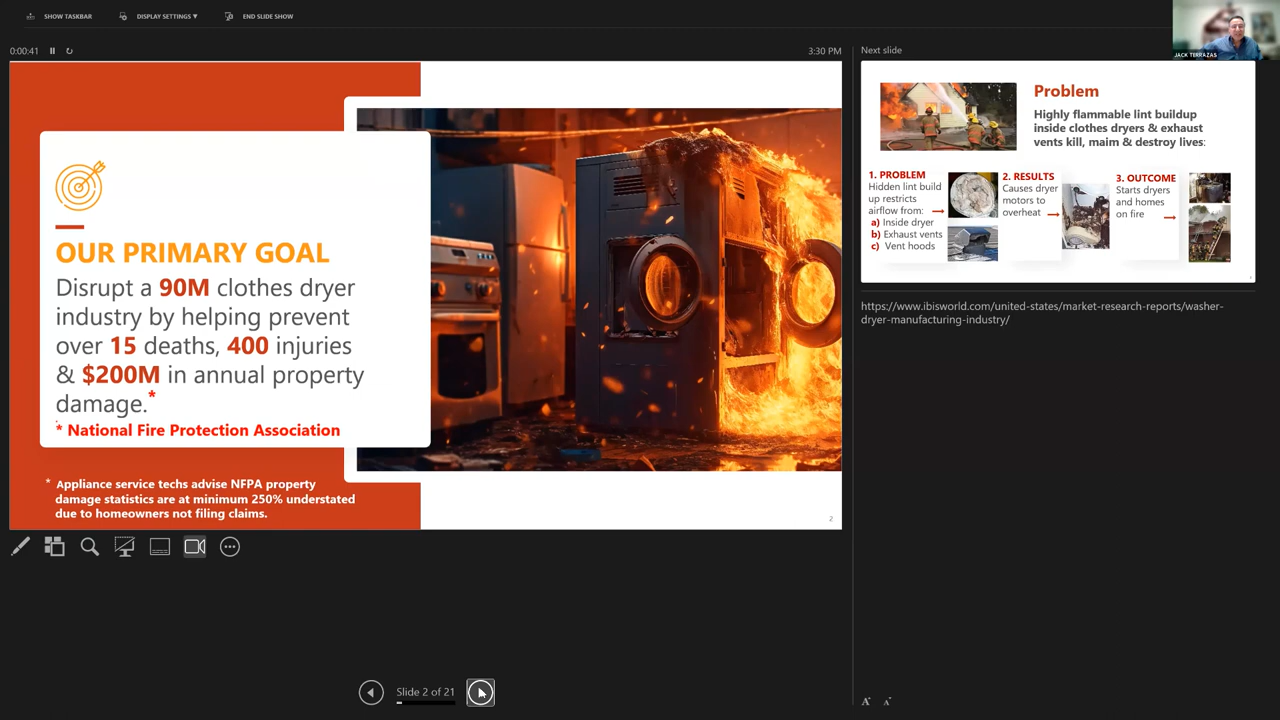 SHOW TASKBAR
DISPLAY SETTINGS ▼
END SLIDE SHOW
0:00:41
3:30 PM
OUR PRIMARY GOAL
Disrupt a 90M clothes dryer
industry by helping prevent
over 15 deaths, 400 injuries
& $200M in annual property
damage.*
* National Fire Protection Association
* Appliance service techs advise NFPA property
damage statistics are at minimum 250% understated
due to homeowners not filing claims.
2
Slide 2 of 21
Next slide
JACK TERRAZAS
Problem
Highly flammable lint buildup
inside clothes dryers & exhaust
vents kill, maim & destroy lives:
1. PROBLEM
Hidden lint build
up restricts
airflow from:
a) Inside dryer
b) Exhaust vents
c) Vent hoods
2. RESULTS
Causes dryer
motors to
overheat
3. OUTCOME
Starts dryers
and homes
on fire
https://www.ibisworld.com/united-states/market-research-reports/washer-
dryer-manufacturing-industry/
A A